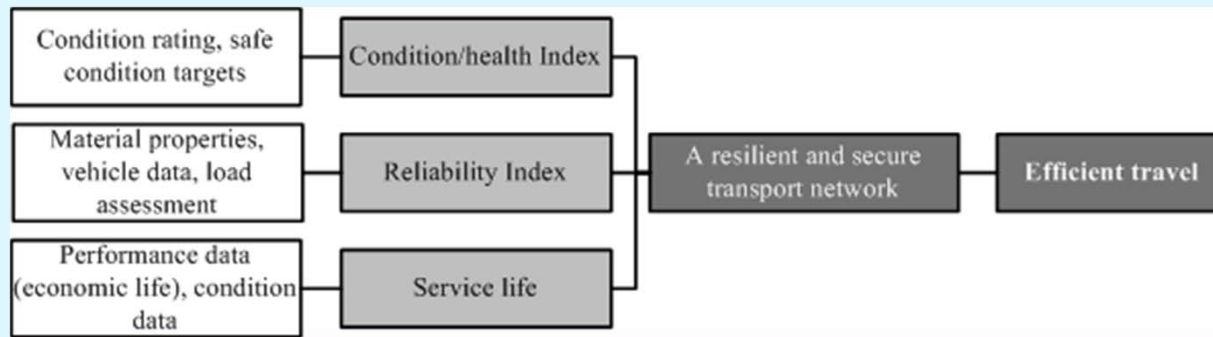 Condition rating, safe
condition targets
Condition/health Index
Material properties,
vehicle data, load
assessment
Reliability Index
A resilient and secure
transport network
Efficient travel
Performance data
(economic life), condition
data
Service life